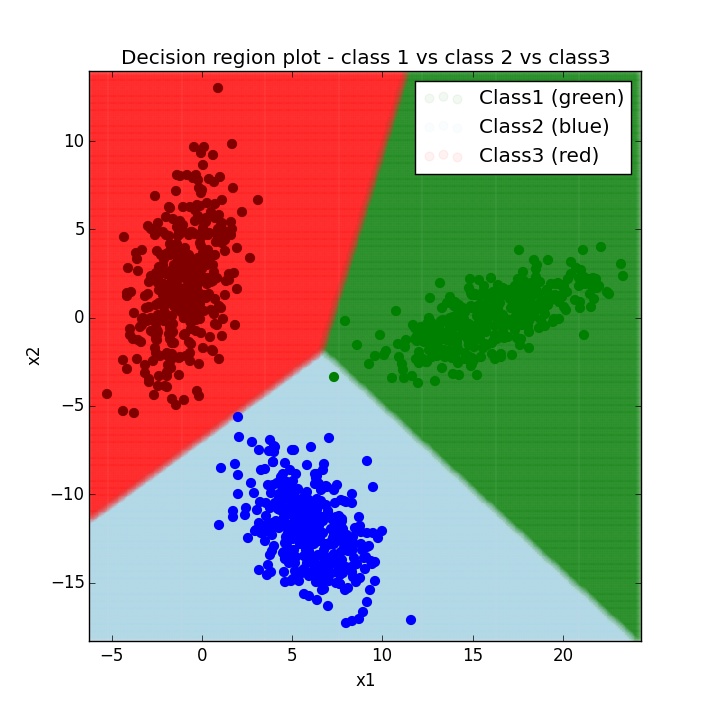 Decision region plot - class 1 vs class 2 vs class3
Class1 (green)
Class2 (blue)
Class3 (red)
10
5
0
−5
−10
−15
x2
−5 0 5 10 15 20
x1